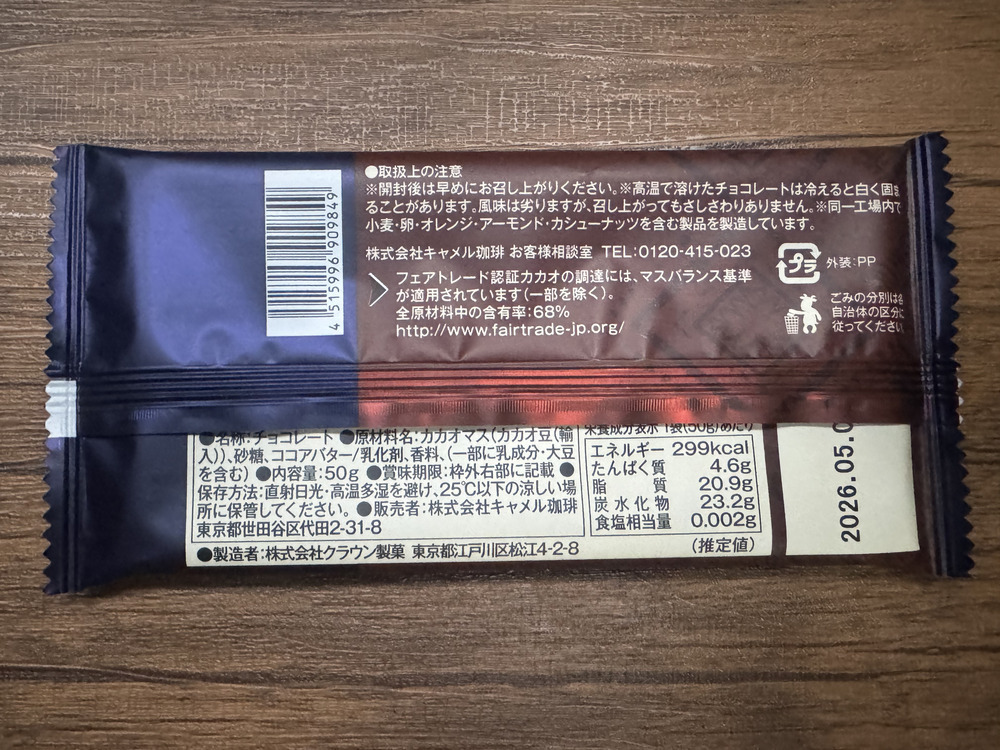 ●取扱上の注意
※開封後は早めにお召し上がりください。※高温で溶けたチョコレートは冷えると白く固ま
ることがあります。風味は劣りますが、召し上がってもさしさわりありません。※同一工場内で
小麦・卵・オレンジ・アーモンド・カシューナッツを含む製品を製造しています。
株式会社キャメル珈琲 お客様相談室 TEL:0120-415-023
フェアトレード認証カカオの調達には、マスバランス基準
が適用されています(一部を除く)。
全原材料中の含有率:68%
http://www.fairtrade-jp.org/
プラ
外装:PP
ごみの分別は各
自治体の区分に
従ってください
4 515996 909849
●名称:チョコレート ●原材料名:カカオマス(カカオ豆(輸
入))、砂糖、ココアバター/乳化剤、香料、(一部に乳成分・大豆
を含む) ●内容量:50g ●賞味期限:枠外右部に記載 ●
保存方法:直射日光・高温多湿を避け、25℃以下の涼しい場
所に保管してください。●販売者:株式会社キャメル珈琲
東京都世田谷区代田2-31-8
●製造者:株式会社クラウン製菓 東京都江戸川区松江4-2-8
栄養成分表示 1袋(50g)あたり
エネルギー 299kcal
たんぱく質 4.6g
脂質 20.9g
炭水化物 23.2g
食塩相当量 0.002g
(推定値)
2026.05.0